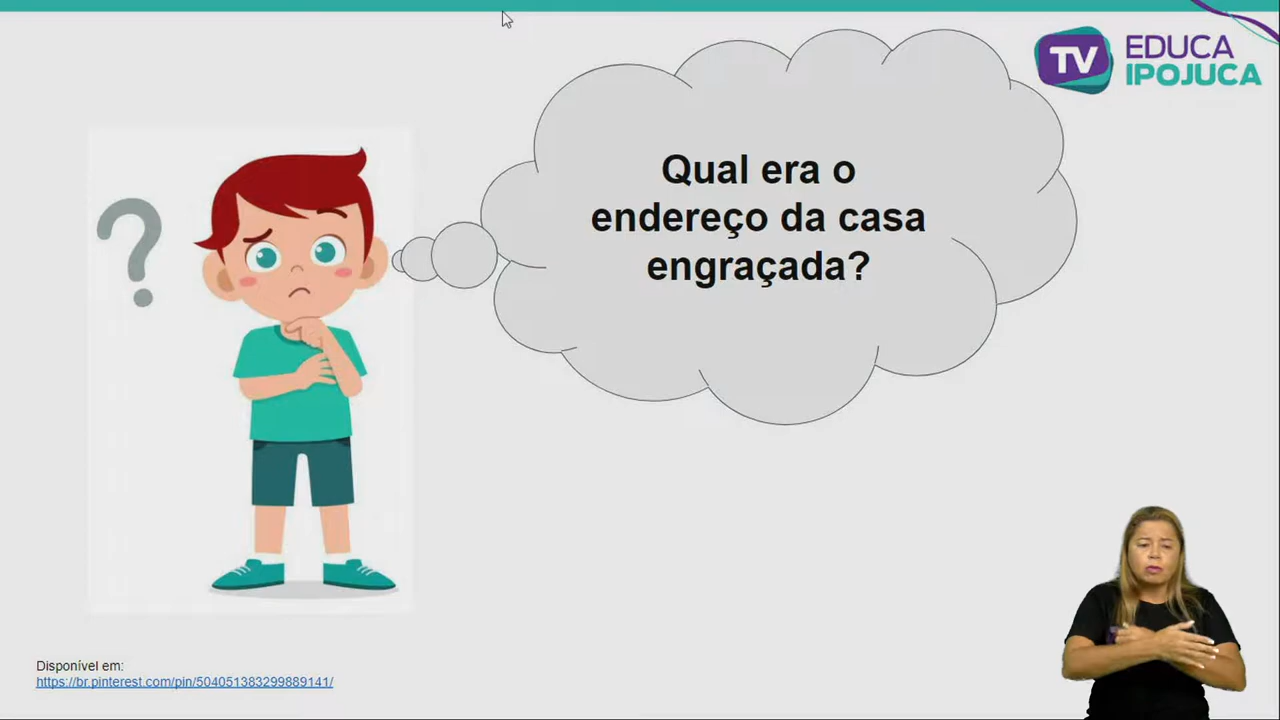 TV EDUCA
IPOJUCA
Qual era o
endereço da casa
engraçada?
?
Disponível em:
https://br.pinterest.com/pin/504051383299889141/